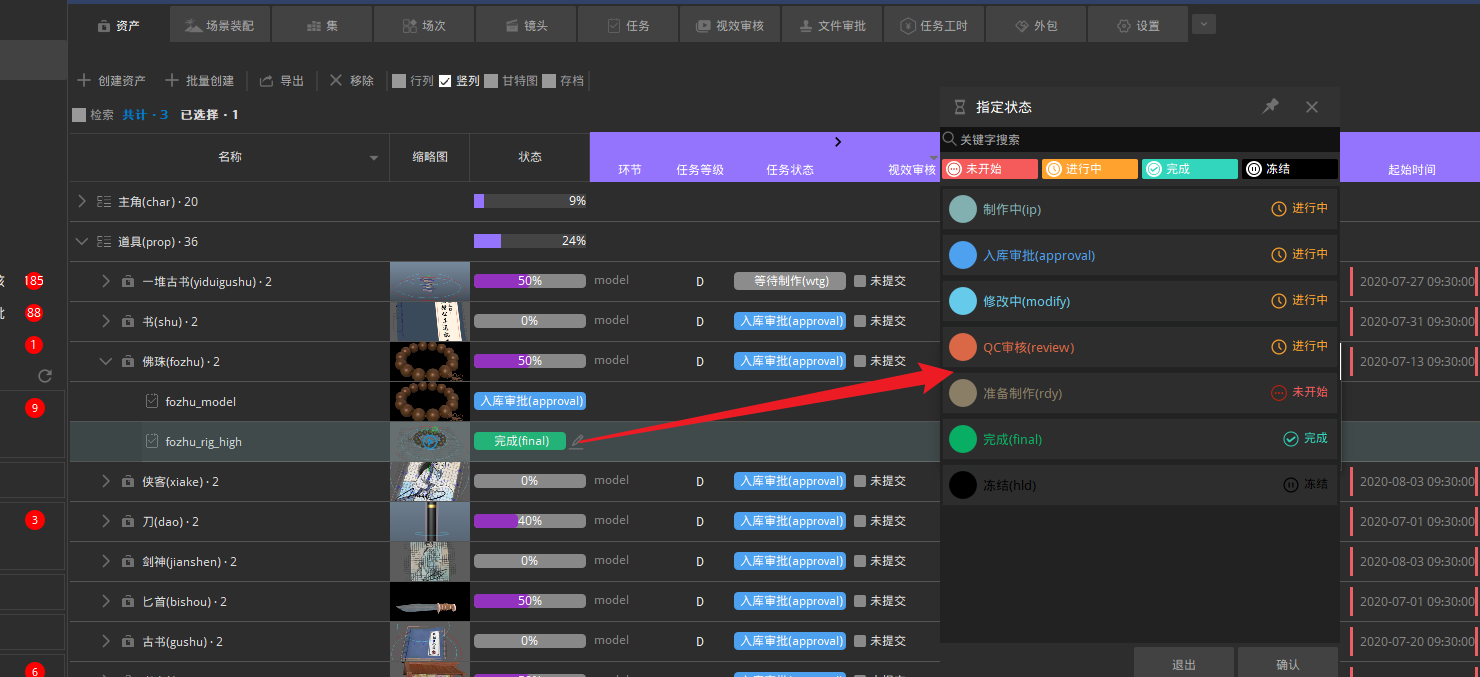 资产 场景装配 集 场次 镜头 任务 视效审核 文件审批 任务工时 外包 设置
创建资产 批量创建 导出 移除 行列 竖列 甘特图 存档
检索 共计·3 已选择·1
名称 缩略图 状态 环节 任务等级 任务状态 视效审核 起始时间
主角(char)·20 9%
道具(prop)·36 24%
185 一堆古书(yiduigushu)·2 50% model D 等待制作(wtg) 未提交 2020-07-27 09:30:00
88 书(shu)·2 0% model D 入库审批(approval) 未提交 2020-07-31 09:30:00
1 佛珠(fozhu)·2 50% model D 入库审批(approval) 未提交 2020-07-13 09:30:00
9 fozhu_model 入库审批(approval)
fozhu_rig_high 完成(final)
侠客(xiake)·2 0% model D 入库审批(approval) 未提交 2020-08-03 09:30:00
3 刀(dao)·2 40% model D 入库审批(approval) 未提交 2020-07-01 09:30:00
剑神(jianshen)·2 0% model D 入库审批(approval) 未提交 2020-08-03 09:30:00
匕首(bishou)·2 50% model D 入库审批(approval) 未提交 2020-07-01 09:30:00
古书(gushu)·2 0% model D 入库审批(approval) 未提交 2020-07-20 09:30:00
6
指定状态
关键字搜索
未开始 进行中 完成 冻结
制作中(ip) 进行中
入库审批(approval) 进行中
修改中(modify) 进行中
QC审核(review) 进行中
准备制作(rdy) 未开始
完成(final) 完成
冻结(hld) 冻结
退出 确认